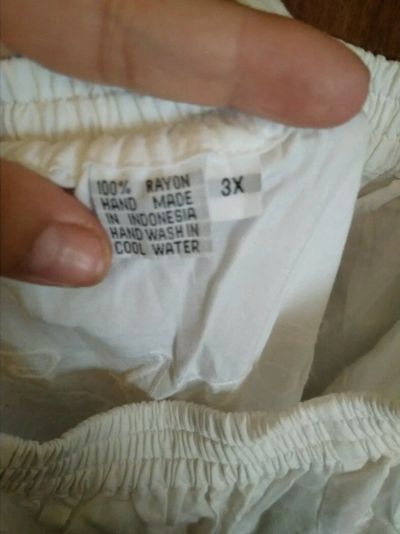 100% RAYON
HAND MADE
IN INDONESIA
HAND WASH IN
COOL WATER
3X